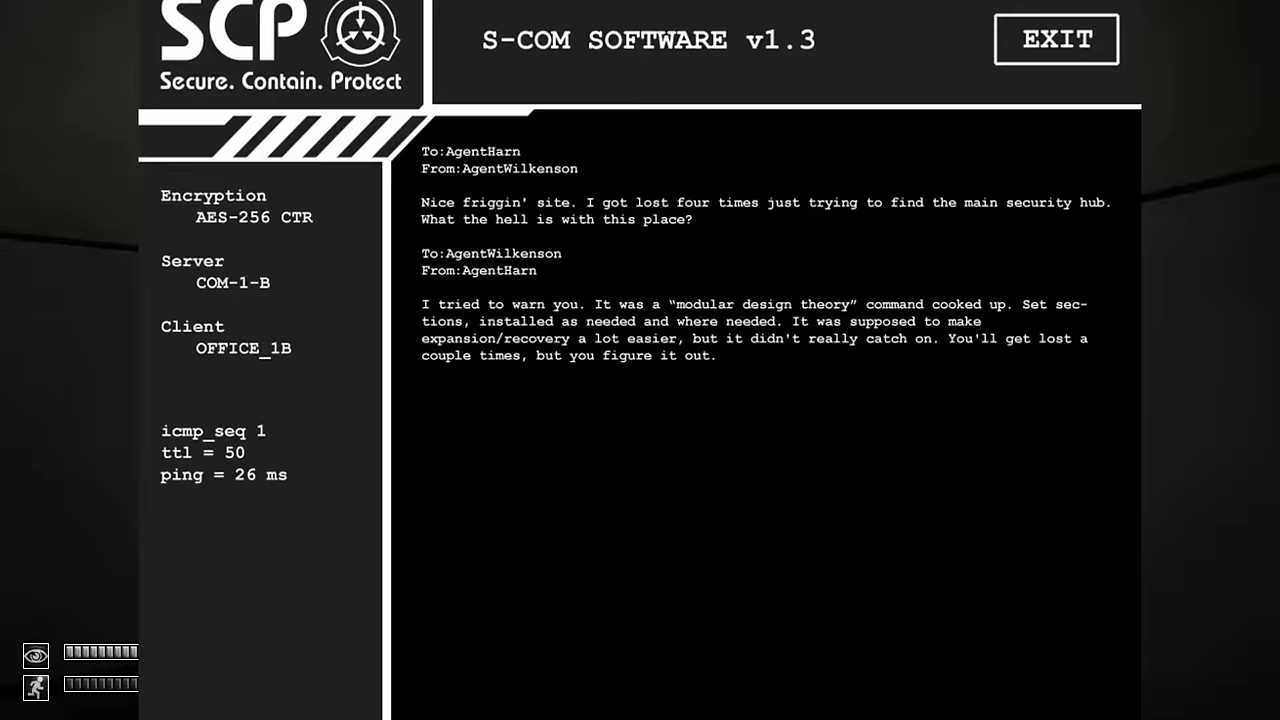 SCP
Secure. Contain. Protect
S-COM SOFTWARE v1.3
EXIT
Encryption
AES-256 CTR
Server
COM-1-B
Client
OFFICE_1B
icmp_seq 1
ttl = 50
ping = 26 ms
To:AgentHarn
From:AgentWilkenson
Nice friggin' site. I got lost four times just trying to find the main security hub.
What the hell is with this place?
To:AgentWilkenson
From:AgentHarn
I tried to warn you. It was a “modular design theory” command cooked up. Set sec-
tions, installed as needed and where needed. It was supposed to make
expansion/recovery a lot easier, but it didn't really catch on. You'll get lost a
couple times, but you figure it out.